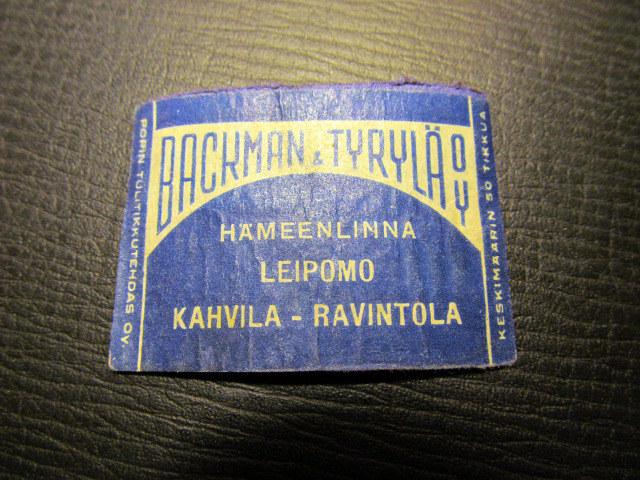 BACKMAN & TYRYLÄ OY
HÄMEENLINNA
LEIPOMO
KAHVILA - RAVINTOLA
PORIN TULITIKKUTEHDAS OY.
KESKIMÄÄRIN 50 TIKKUA